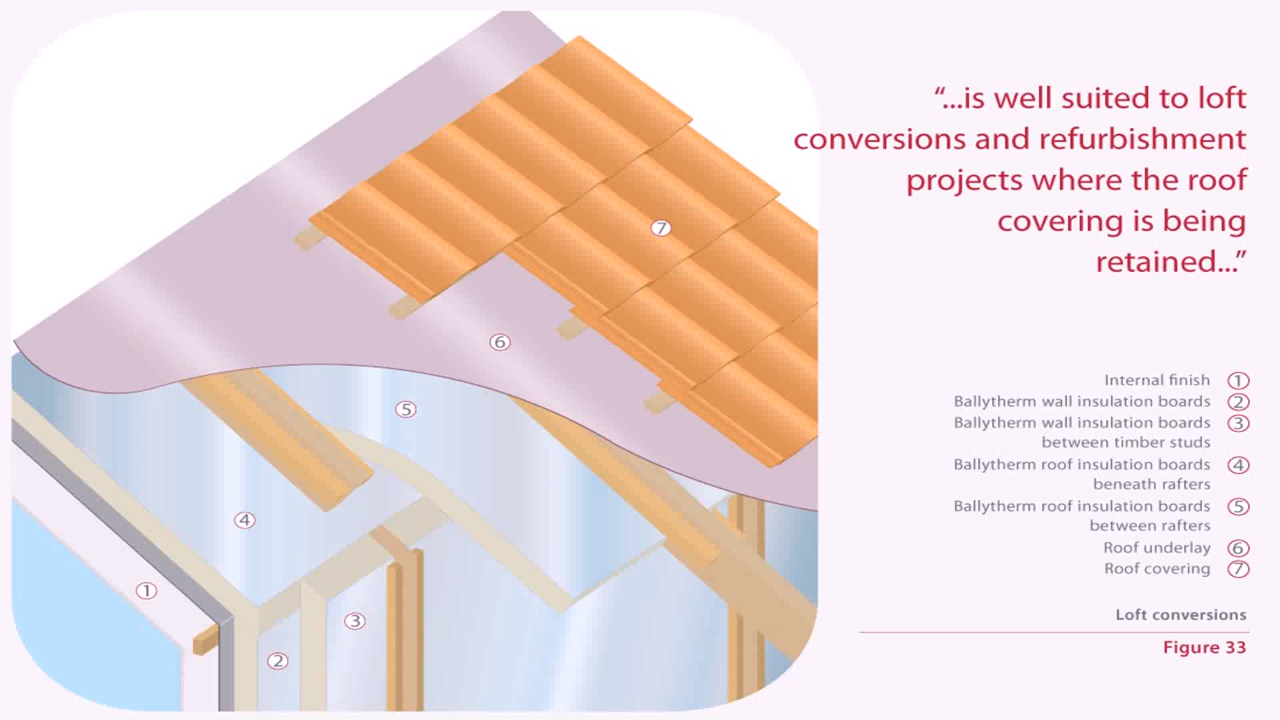 “...is well suited to loft
conversions and refurbishment
projects where the roof
covering is being
retained...”
Internal finish 1
Ballytherm wall insulation boards 2
Ballytherm wall insulation boards 3
between timber studs
Ballytherm roof insulation boards 4
beneath rafters
Ballytherm roof insulation boards 5
between rafters
Roof underlay 6
Roof covering 7
Loft conversions
Figure 33
7
6
5
4
1
3
2